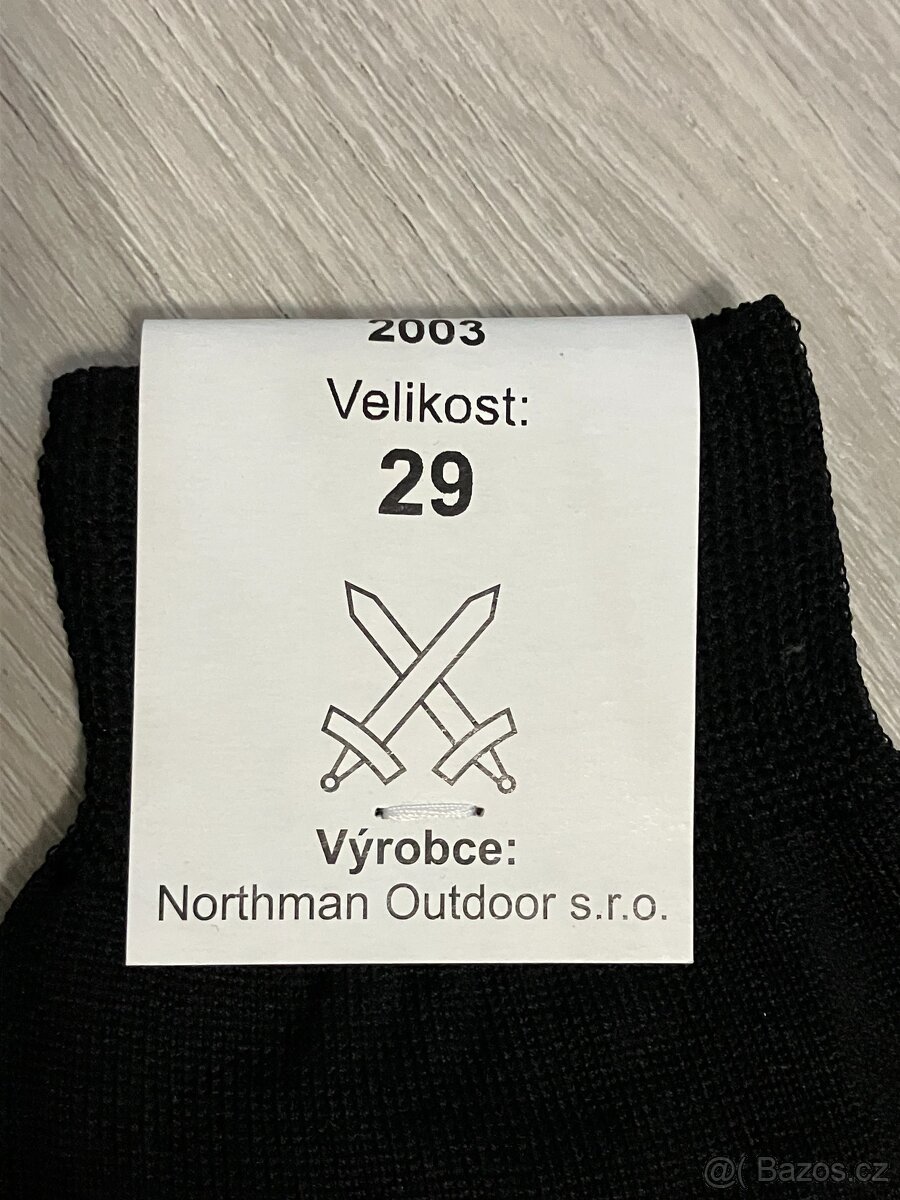 2003
Velikost:
29
Výrobce:
Northman Outdoor s.r.o.
@( Bazos.cz